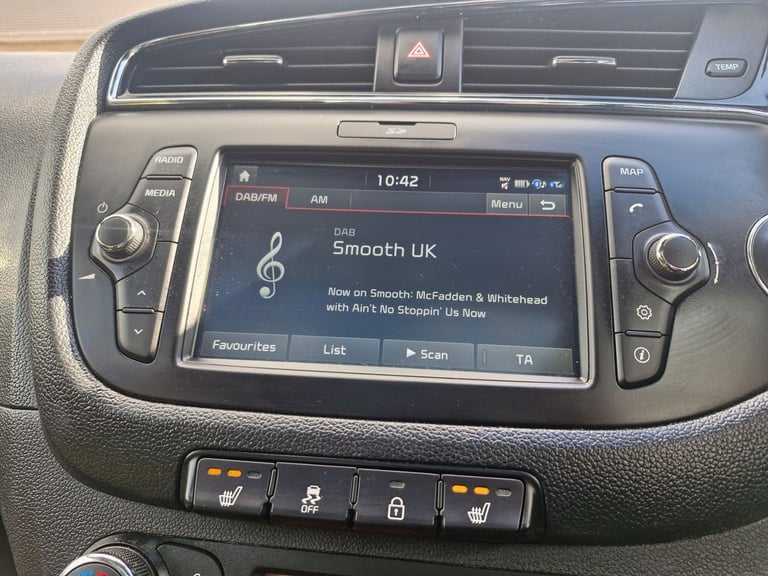 TEMP
SD
RADIO
MEDIA
10:42
NAV
DAB/FM
AM
Menu
DAB
Smooth UK
Now on Smooth: McFadden & Whitehead
with Ain't No Stoppin' Us Now
Favourites
List
Scan
TA
MAP
OFF